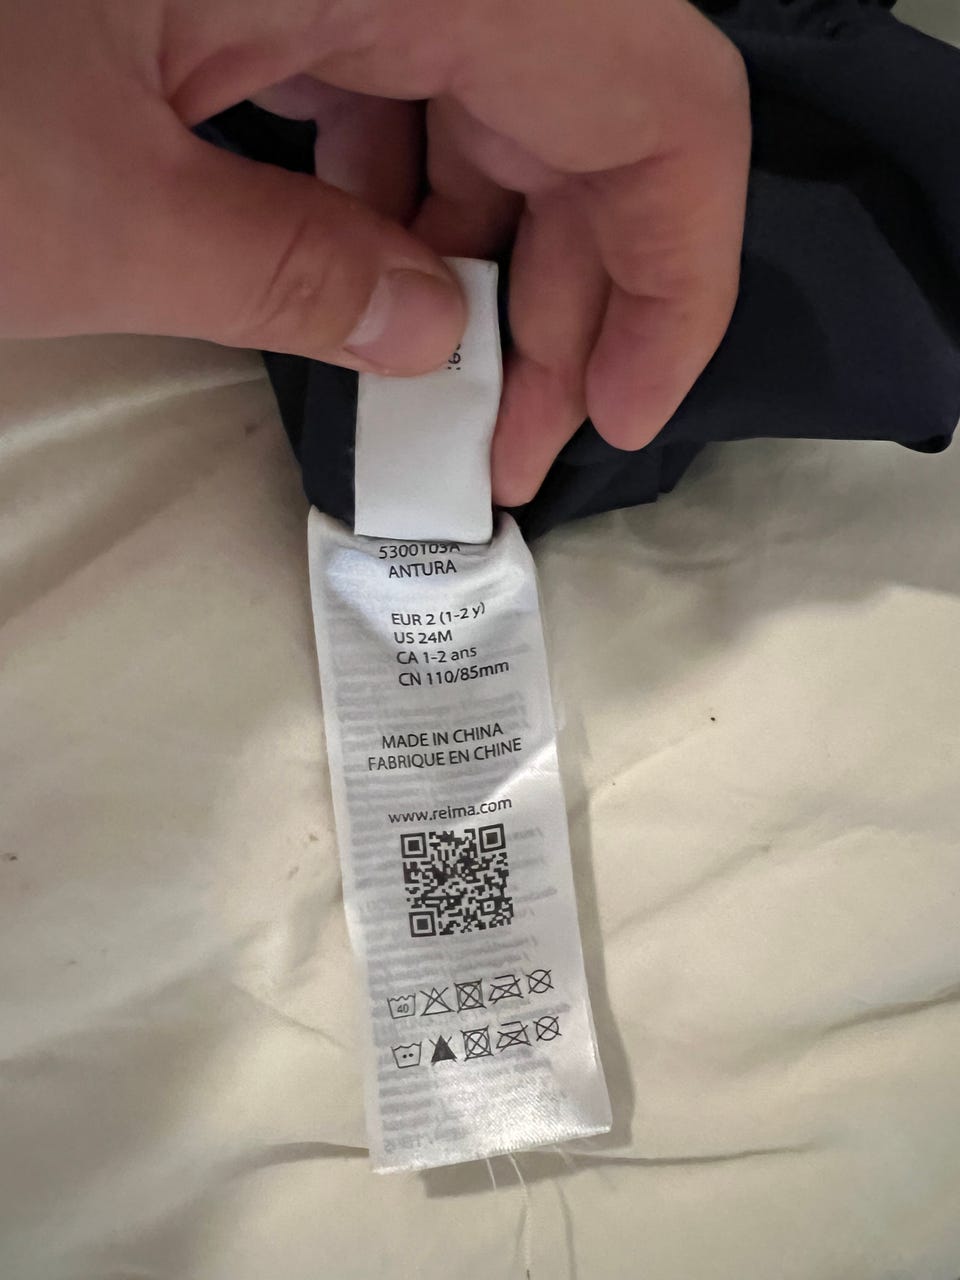 5300103A
ANTURA
EUR 2 (1-2 y)
US 24M
CA 1-2 ans
CN 110/85mm
MADE IN CHINA
FABRIQUE EN CHINE
www.reima.com
40